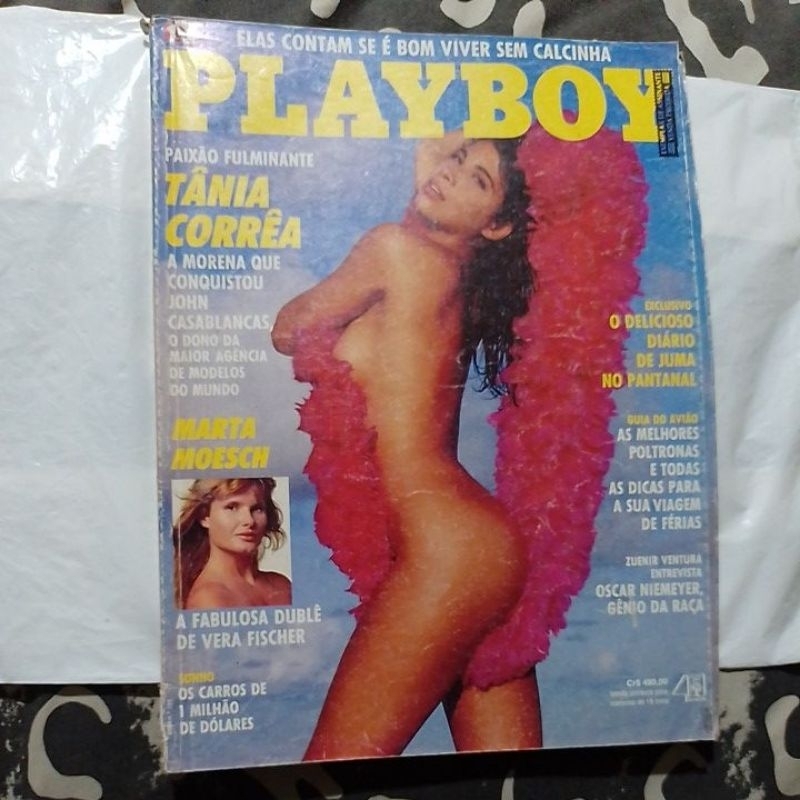 ELAS CONTAM SE É BOM VIVER SEM CALCINHA
PLAYBOY
PAIXÃO FULMINANTE
TÂNIA
CORRÊA
A MORENA QUE
CONQUISTOU
JOHN
CASABLANCAS,
O DONO DA
MAIOR AGÊNCIA
DE MODELOS
DO MUNDO
MARTA
MOESCH
A FABULOSA DUBLÊ
DE VERA FISCHER
SONHO
OS CARROS DE
1 MILHÃO
DE DÓLARES
EXCLUSIVO
O DELICIOSO
DIÁRIO
DE JUMA
NO PANTANAL
GUIA DO AVIÃO
AS MELHORES
POLTRONAS
E TODAS
AS DICAS PARA
A SUA VIAGEM
DE FÉRIAS
ZUENIR VENTURA
ENTREVISTA
OSCAR NIEMEYER,
GÊNIO DA RAÇA